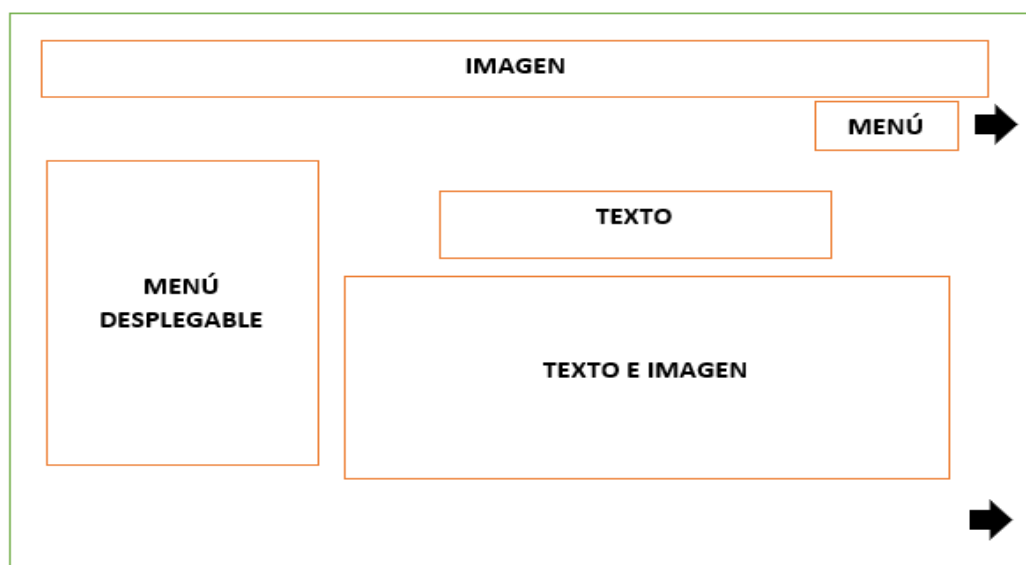 IMAGEN
MENÚ
TEXTO
MENÚ
DESPLEGABLE
TEXTO E IMAGEN